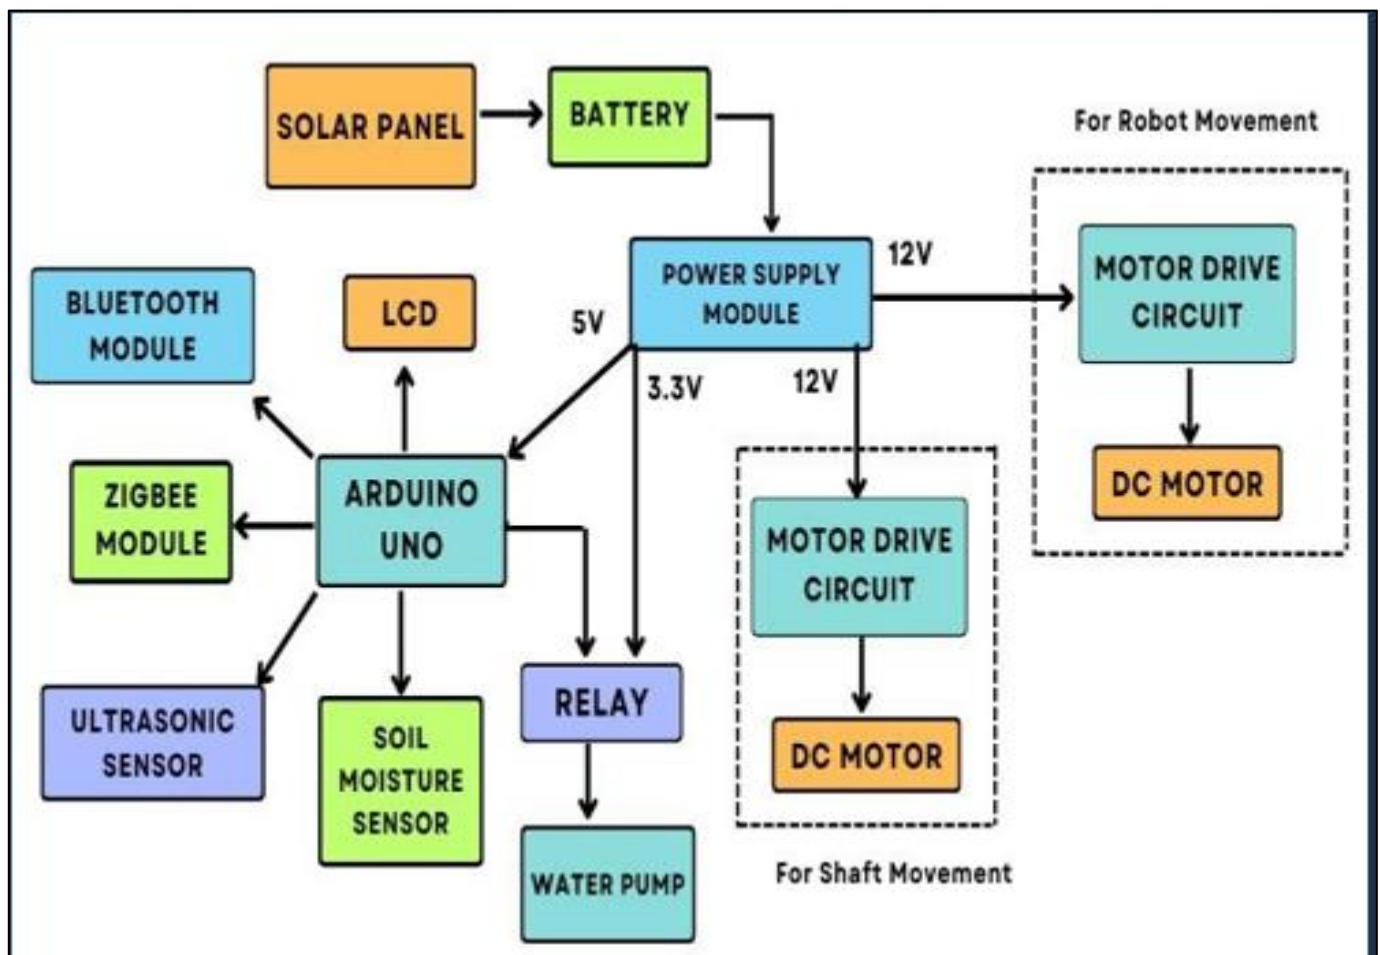 SOLAR PANEL
BATTERY
For Robot Movement
POWER SUPPLY
MODULE
12V
MOTOR DRIVE
CIRCUIT
BLUETOOTH
MODULE
LCD
5V
3.3V
12V
DC MOTOR
ZIGBEE
MODULE
ARDUINO
UNO
MOTOR DRIVE
CIRCUIT
ULTRASONIC
SENSOR
SOIL
MOISTURE
SENSOR
RELAY
DC MOTOR
WATER PUMP
For Shaft Movement